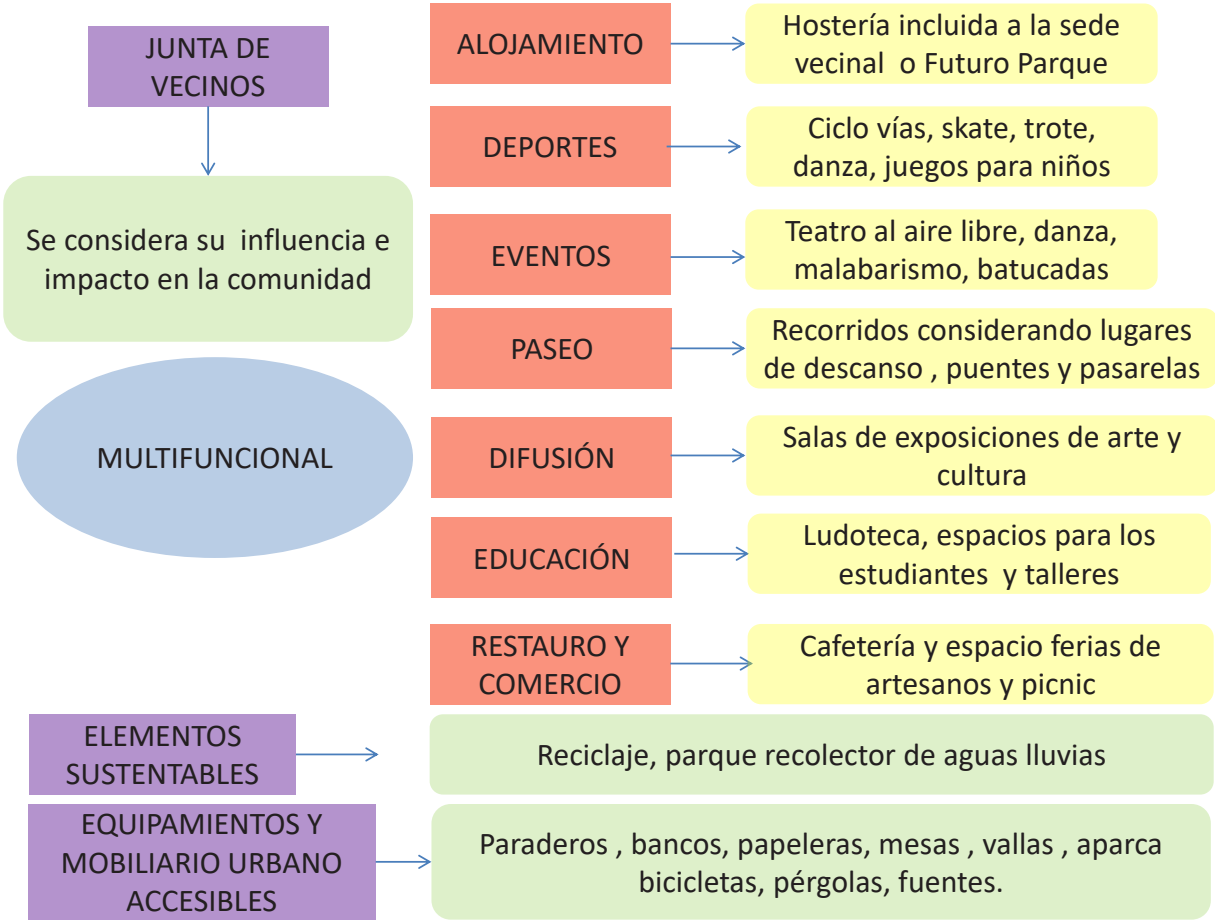 JUNTA DE
VECINOS
Se considera su influencia e
impacto en la comunidad
MULTIFUNCIONAL
ALOJAMIENTO
Hostería incluida a la sede
vecinal o Futuro Parque
DEPORTES
Ciclo vías, skate, trote,
danza, juegos para niños
EVENTOS
Teatro al aire libre, danza,
malabarismo, batucadas
PASEO
Recorridos considerando lugares
de descanso , puentes y pasarelas
DIFUSIÓN
Salas de exposiciones de arte y
cultura
EDUCACIÓN
Ludoteca, espacios para los
estudiantes y talleres
RESTAURO Y
COMERCIO
Cafetería y espacio ferias de
artesanos y picnic
ELEMENTOS
SUSTENTABLES
Reciclaje, parque recolector de aguas lluvias
EQUIPAMIENTOS Y
MOBILIARIO URBANO
ACCESIBLES
Paraderos , bancos, papeleras, mesas , vallas , aparca
bicicletas, pérgolas, fuentes.